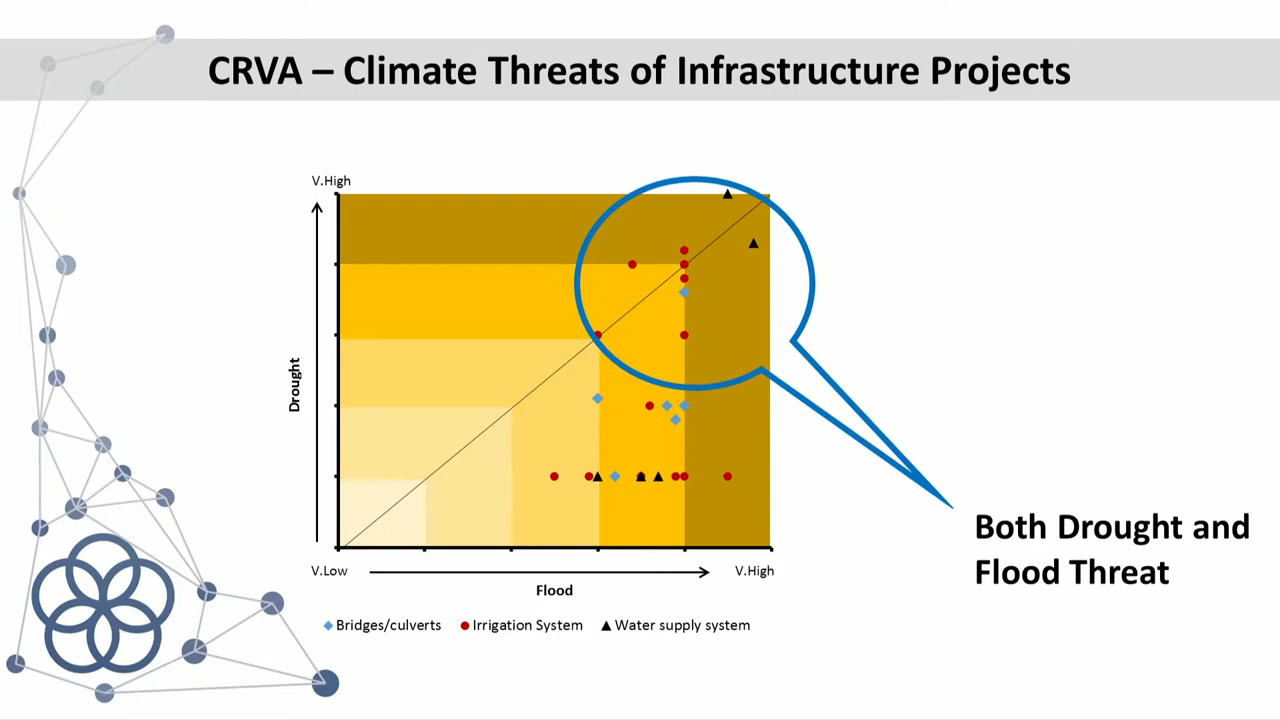 CRVA – Climate Threats of Infrastructure Projects
V.High
Drought
V.Low
V.High
Flood
Bridges/culverts
Irrigation System
Water supply system
Both Drought and
Flood Threat